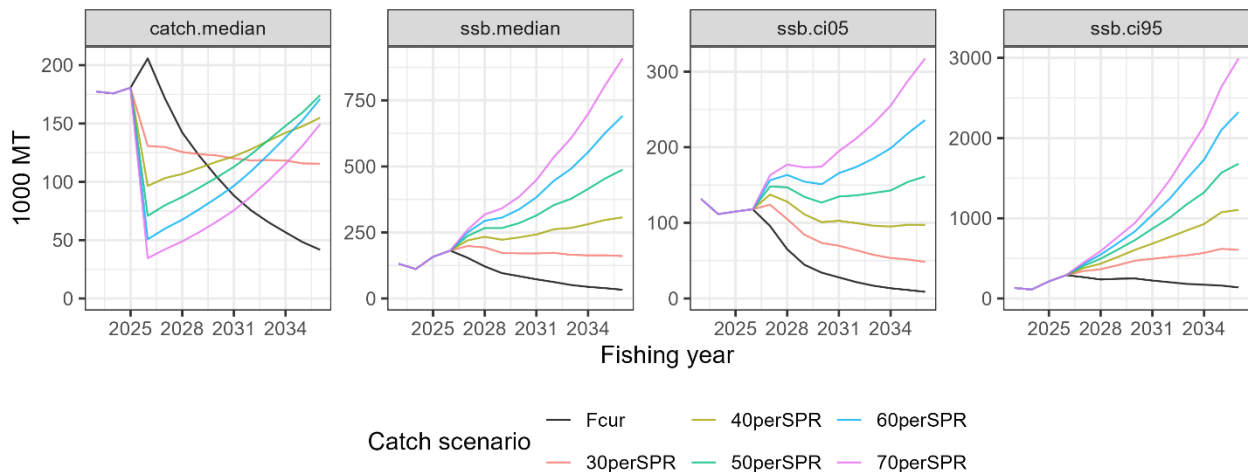 catch.median ssb.median ssb.ci05 ssb.ci95
1000 MT
200
150
100
50
0
750
500
250
0
300
200
100
0
3000
2000
1000
0
2025 2028 2031 2034 2025 2028 2031 2034 2025 2028 2031 2034 2025 2028 2031 2034
Fishing year
Catch scenario
Fcur 40perSPR 60perSPR
30perSPR 50perSPR 70perSPR